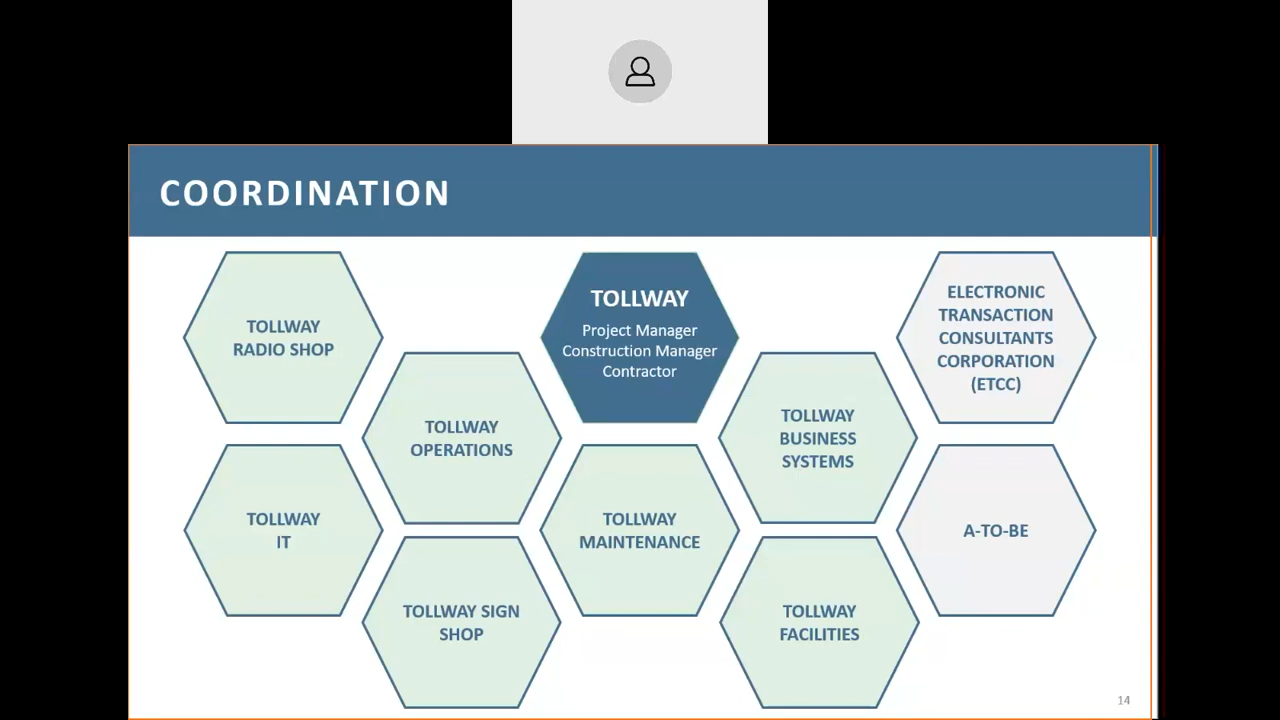 COORDINATION
TOLLWAY
RADIO SHOP
TOLLWAY
Project Manager
Construction Manager
Contractor
ELECTRONIC
TRANSACTION
CONSULTANTS
CORPORATION
(ETCC)
TOLLWAY
OPERATIONS
TOLLWAY
BUSINESS
SYSTEMS
TOLLWAY
IT
TOLLWAY
MAINTENANCE
A-TO-BE
TOLLWAY SIGN
SHOP
TOLLWAY
FACILITIES
14